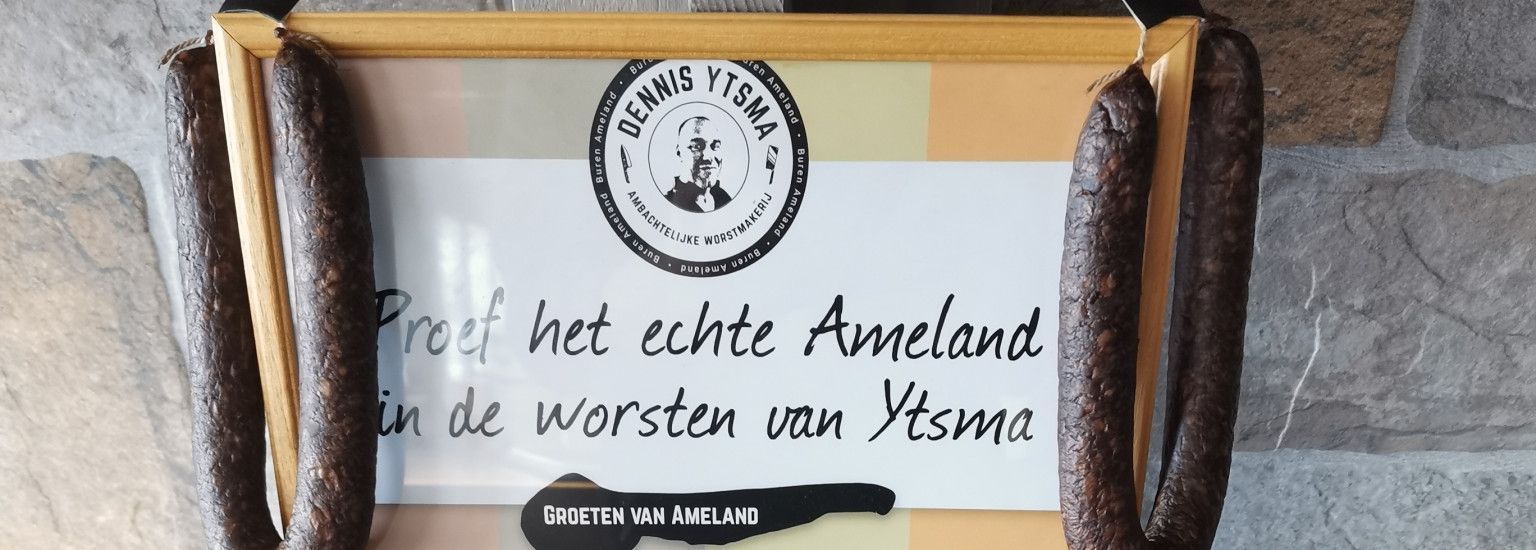 DENNIS YTSMA
AMBACHTELIJKE WORSTMAKERIJ
Buren Ameland • Buren Ameland • Buren Ameland • Buren Ameland
Proef het echte Ameland
in de worsten van Ytsma
GROETEN VAN AMELAND